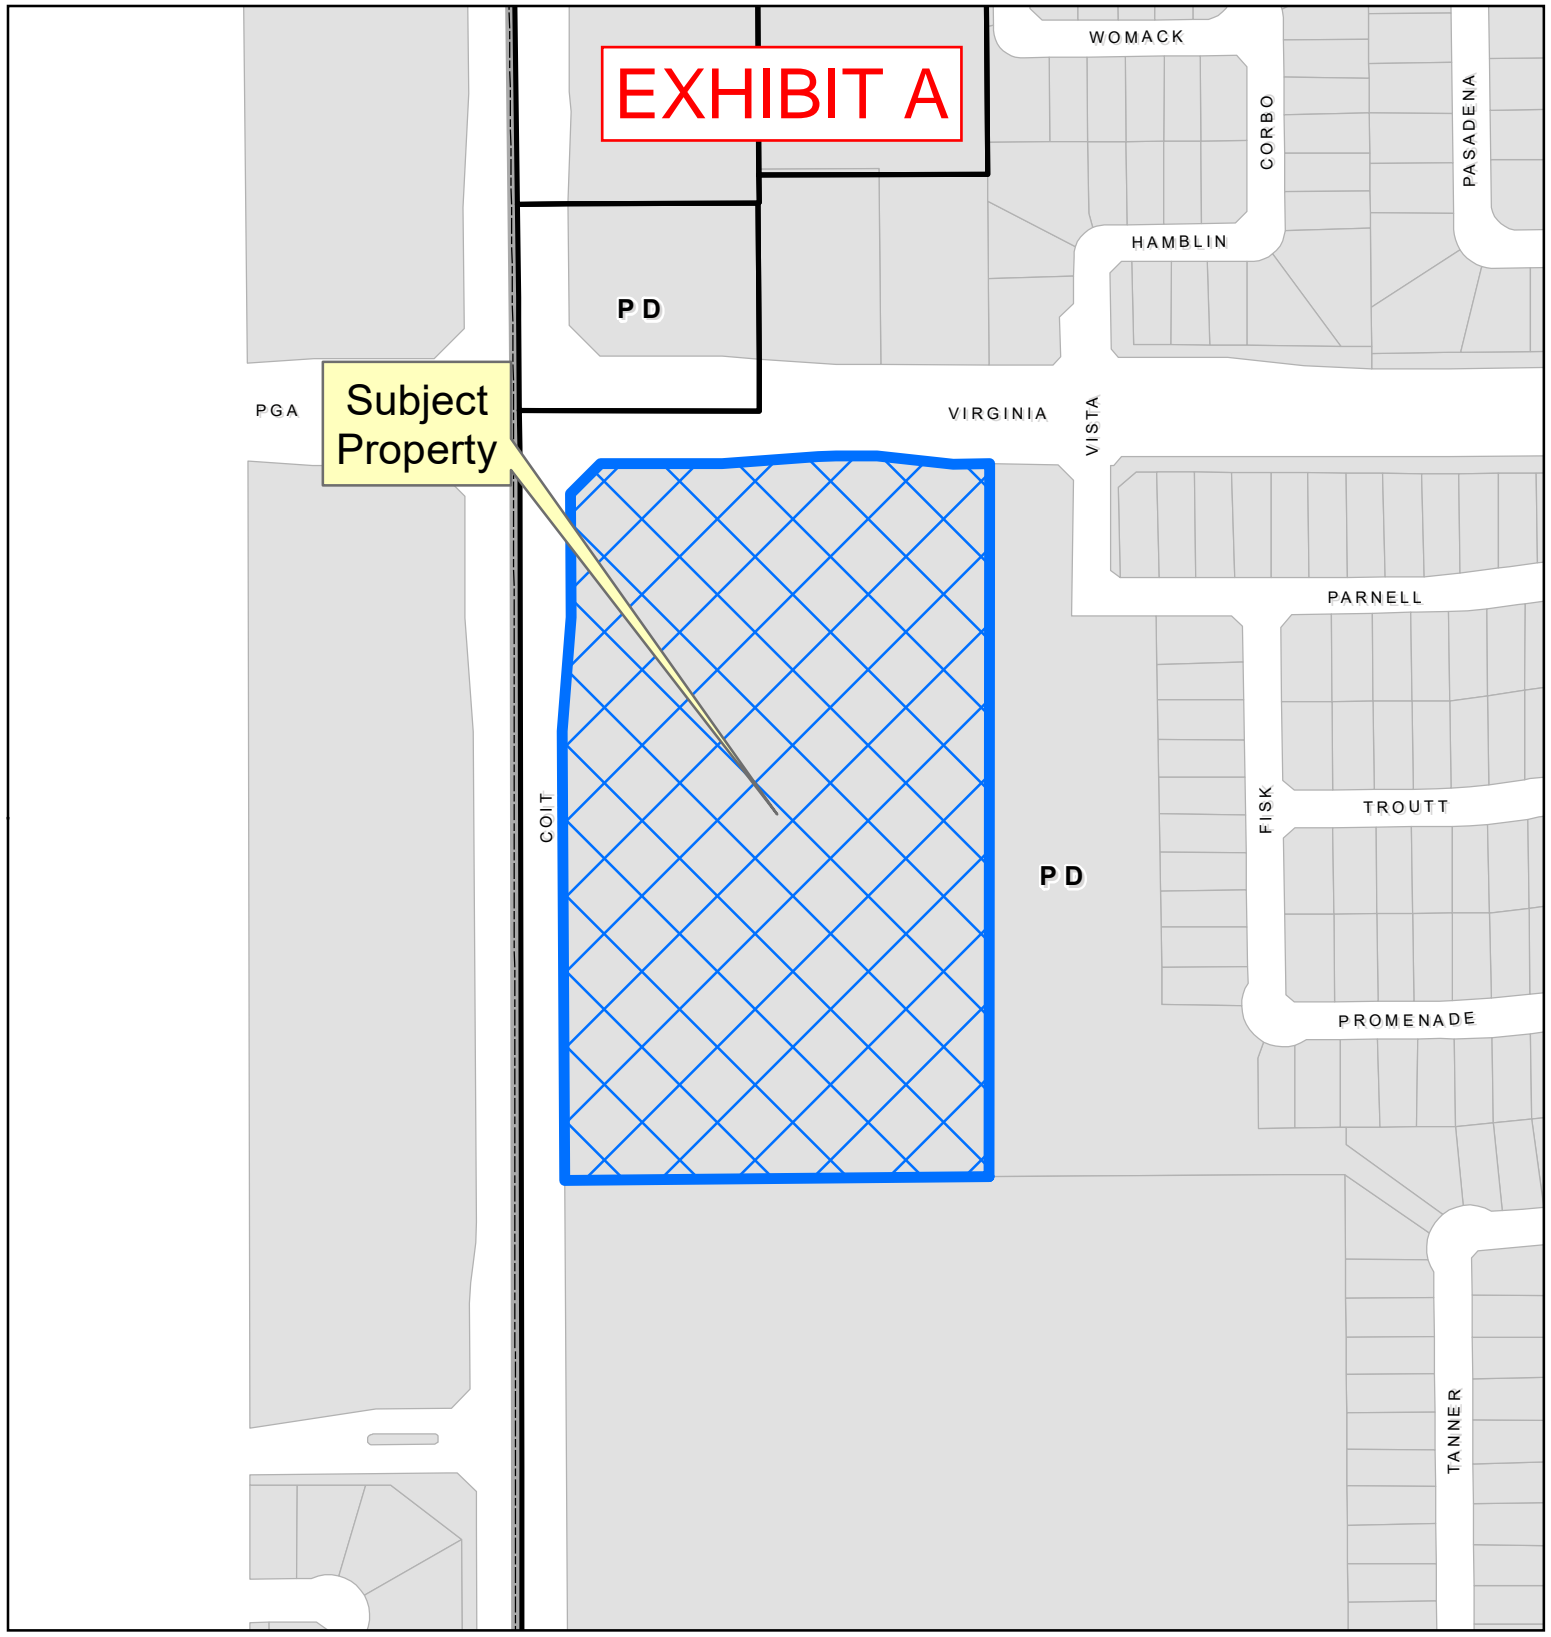 WOMACK
EXHIBIT A
PASADENA
CORBO
HAMBLIN
PD
Subject
Property
PGA
VIRGINIA
VISTA
PARNELL
COIT
FISK
TROUTT
PD
PROMENADE
TANNER